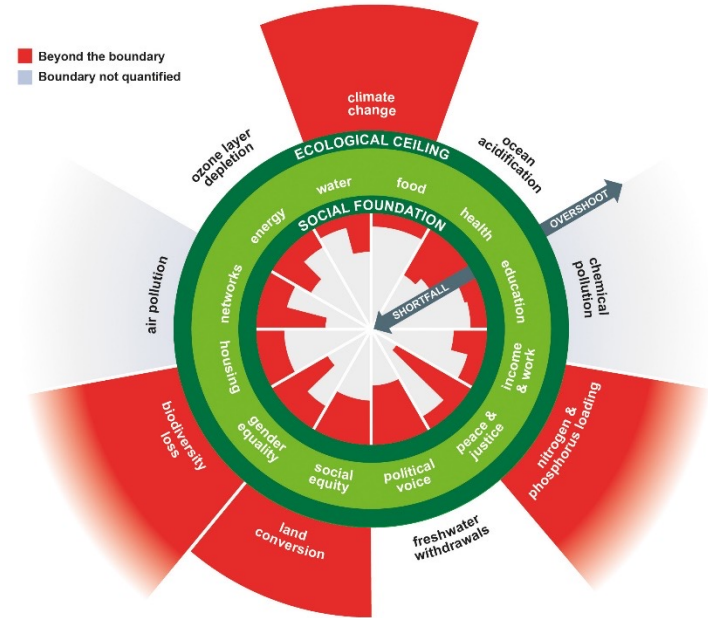 Beyond the boundary
Boundary not quantified
climate
change
ECOLOGICAL CEILING
ozone layer
depletion
ocean
acidification
OVERSHOOT
chemical
pollution
nitrogen &
phosphorus loading
freshwater
withdrawals
land
conversion
biodiversity
loss
air pollution
SOCIAL FOUNDATION
water
food
health
education
income
& work
peace &
justice
political
voice
social
equity
gender
equality
housing
networks
energy
SHORTFALL